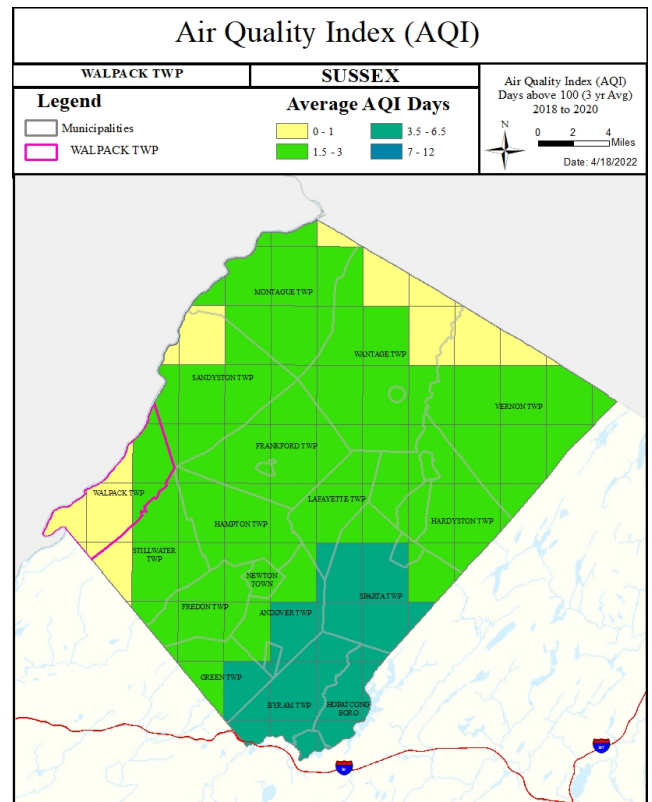 Air Quality Index (AQI)
WALPACK TWP
SUSSEX
Legend
Municipalities
WALPACK TWP
Average AQI Days
0 - 1
1.5 - 3
3.5 - 6.5
7 - 12
Air Quality Index (AQI)
Days above 100 (3 yr Avg)
2018 to 2020
N
0 2 4
Miles
Date: 4/18/2022
MONTAGUE TWP
WANTAGE TWP
SANDYSTON TWP
VERNON TWP
FRANKFORD TWP
WALPACK TWP
LAFAYETTE TWP
HAMPTON TWP
HARDYSTON TWP
STILLWATER
TWP
NEWTON
TOWN
SPARTA TWP
FREDON TWP
ANDOVER TWP
GREEN TWP
BYRAM TWP
HOPATCONG
BORO